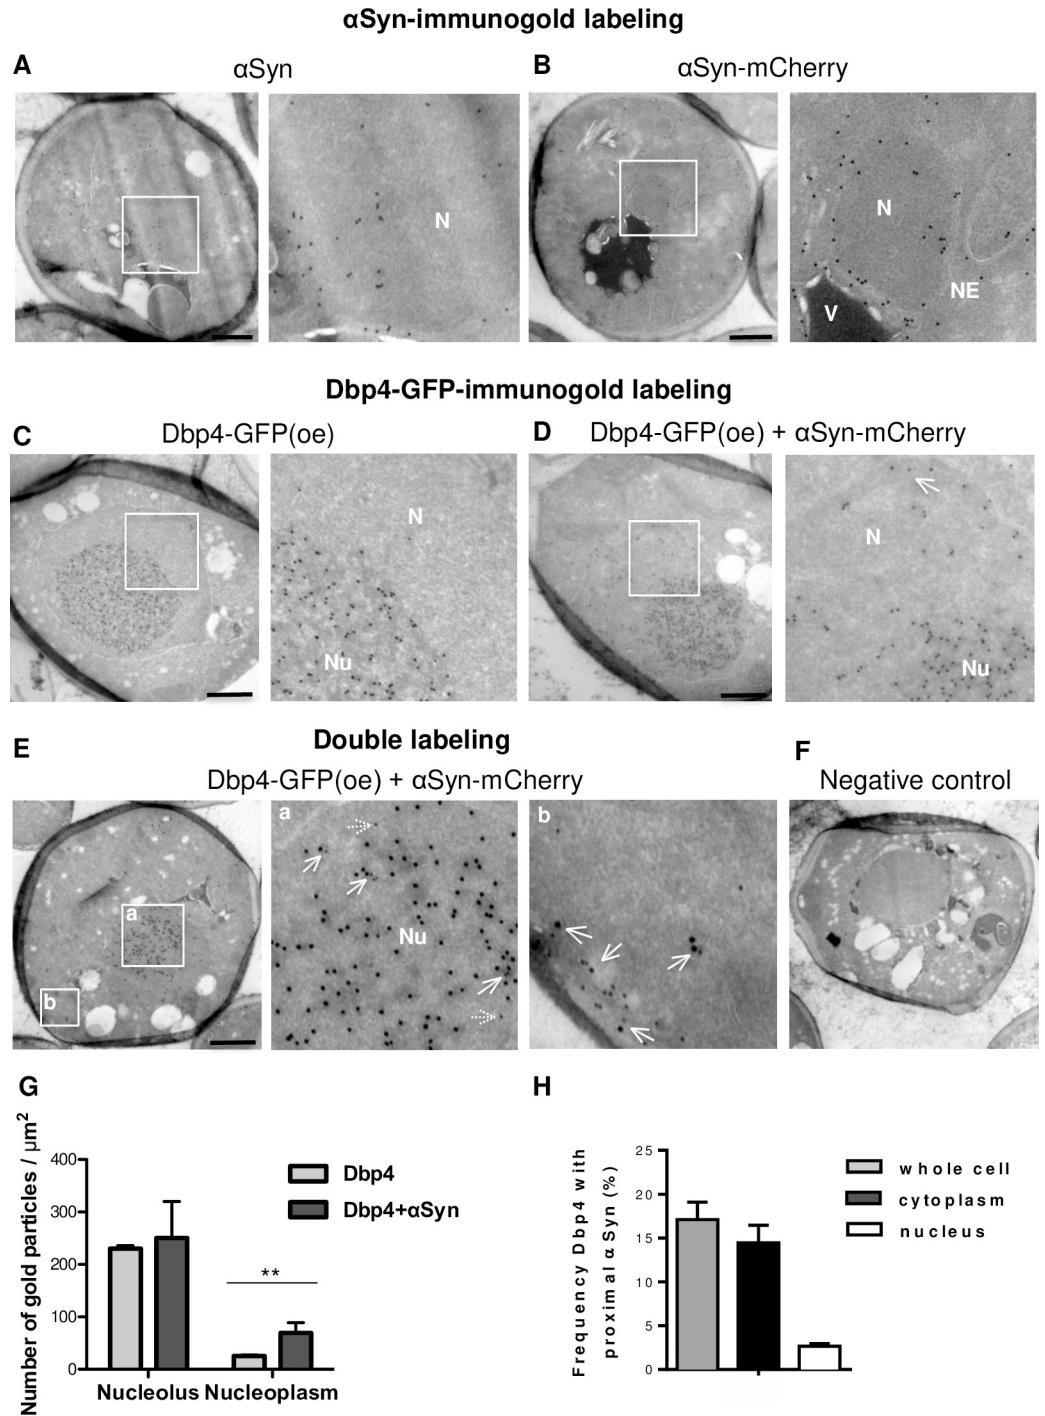 αSyn-immunogold labeling
A
αSyn
B
αSyn-mCherry
N
N
NE
V
Dbp4-GFP-immunogold labeling
C
Dbp4-GFP(oe)
D
Dbp4-GFP(oe) + αSyn-mCherry
N
Nu
N
Nu
E
Double labeling
Dbp4-GFP(oe) + αSyn-mCherry
F
Negative control
a
b
a
Nu
b
G
Number of gold particles / μm²
400
300
200
100
0
**
Dbp4
Dbp4+αSyn
Nucleolus
Nucleoplasm
H
Frequency Dbp4 with
proximal α Syn (%)
25
20
15
10
5
0
whole cell
cytoplasm
nucleus